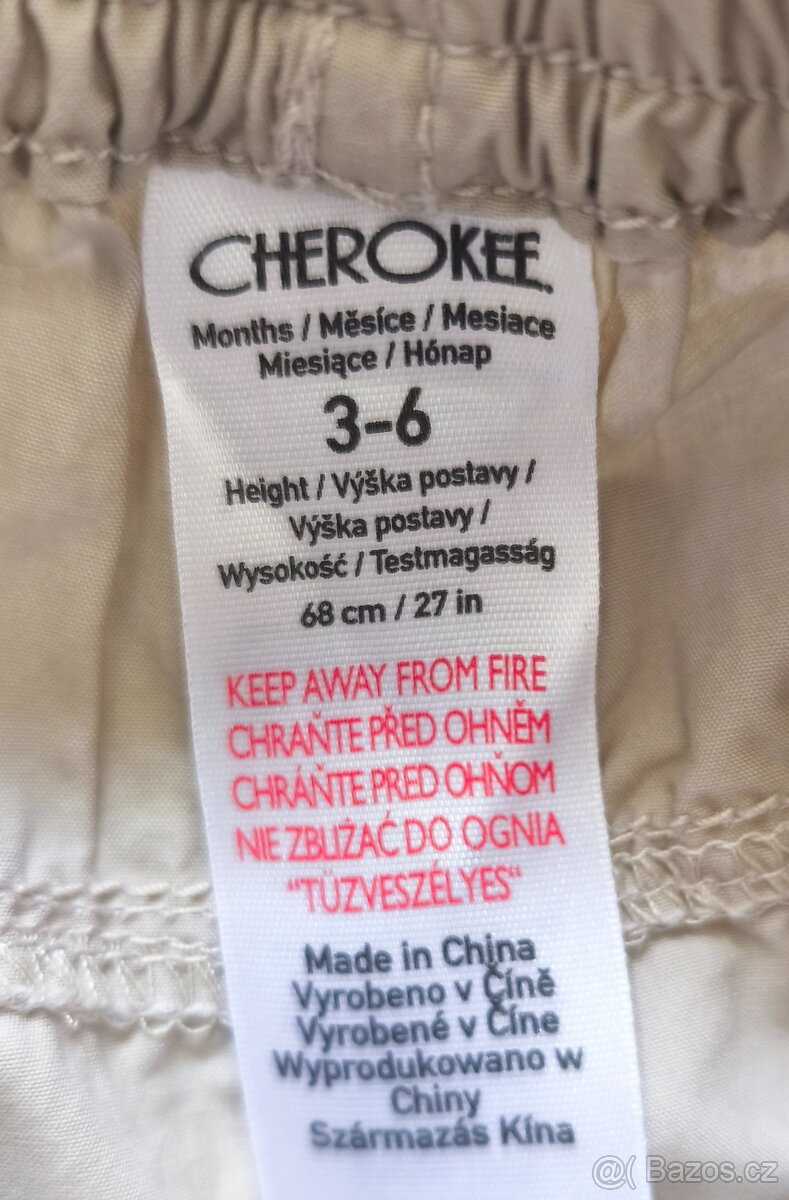 CHEROKEE.
Months / Měsíce / Mesiace
Miesiące / Hónap
3-6
Height / Výška postavy /
Výška postavy /
Wysokość / Testmagasság
68 cm / 27 in
KEEP AWAY FROM FIRE
CHRAŇTE PŘED OHNĚM
CHRÁŇTE PRED OHŇOM
NIE ZBLIŻAĆ DO OGNIA
"TŰZVESZÉLYES"
Made in China
Vyrobeno v Číně
Vyrobené v Číne
Wyprodukowano w
Chiny
Származás Kína
@( Bazos.cz